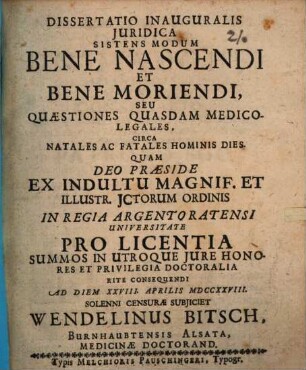 DISSERTATIO INAUGURALIS
JURIDICA
2/0
SISTENS MODUM
BENE NASCENDI
ET
BENE MORIENDI,
SEU
QUÆSTIONES QUASDAM MEDICO-
LEGALES,
CIRCA
NATALES AC FATALES HOMINIS DIES.
QUAM
DEO PRÆSIDE
EX INDULTU MAGNIF. ET
ILLUSTR. JCTORUM ORDINIS
IN REGIA ARGENTORATENSI
UNIVERSITATE
PRO LICENTIA
SUMMOS IN UTROQUE JURE HONO-
RES ET PRIVILEGIA DOCTORALIA
RITE CONSEQUENDI
AD DIEM XXVIII. APRILIS MDCCXXVIII.
SOLENNI CENSURÆ SUBJICIET
WENDELINUS BITSCH,
BURNHAUBTENSIS ALSATA,
MEDICINÆ DOCTORAND.
Typis MELCHIORIS PAUSCHINGERI, Typogr.